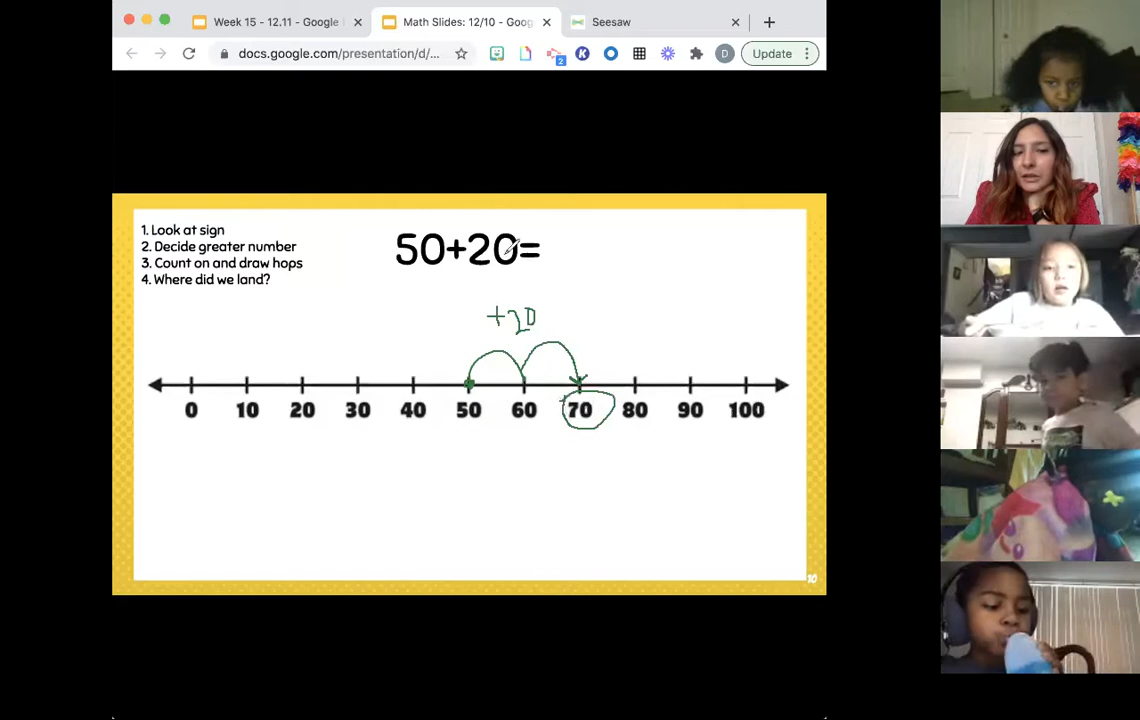 Week 15 - 12.11 - Google
Math Slides: 12/10 - Goog
Seesaw
docs.google.com/presentation/d/...
2
D
Update
1. Look at sign
2. Decide greater number
3. Count on and draw hops
4. Where did we land?
50+20=
+20
0 10 20 30 40 50 60 70 80 90 100
10